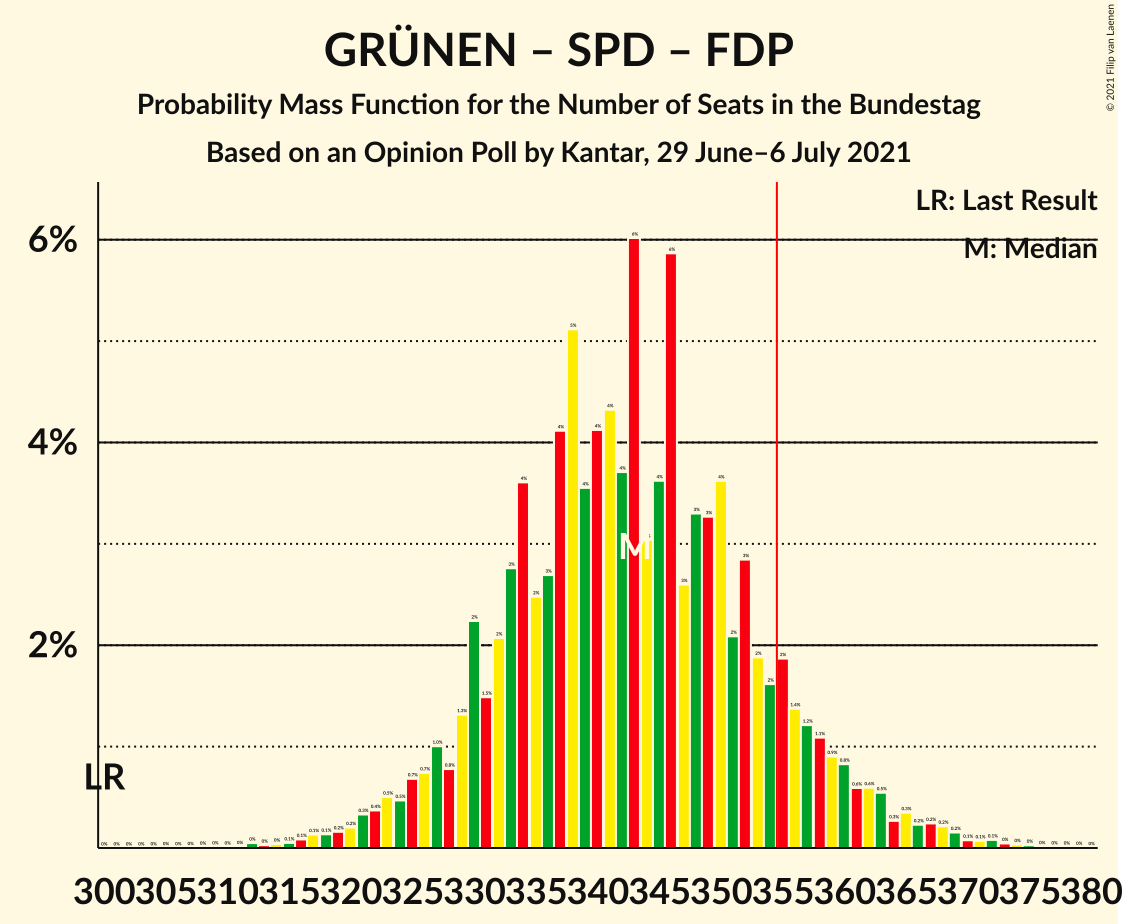 GRÜNEN – SPD – FDP
Probability Mass Function for the Number of Seats in the Bundestag
Based on an Opinion Poll by Kantar, 29 June–6 July 2021
© 2021 Filip van Laenen
LR: Last Result
M: Median
6%
4%
2%
LR
M
300 305 310 315 320 325 330 335 340 345 350 355 360 365 370 375 380